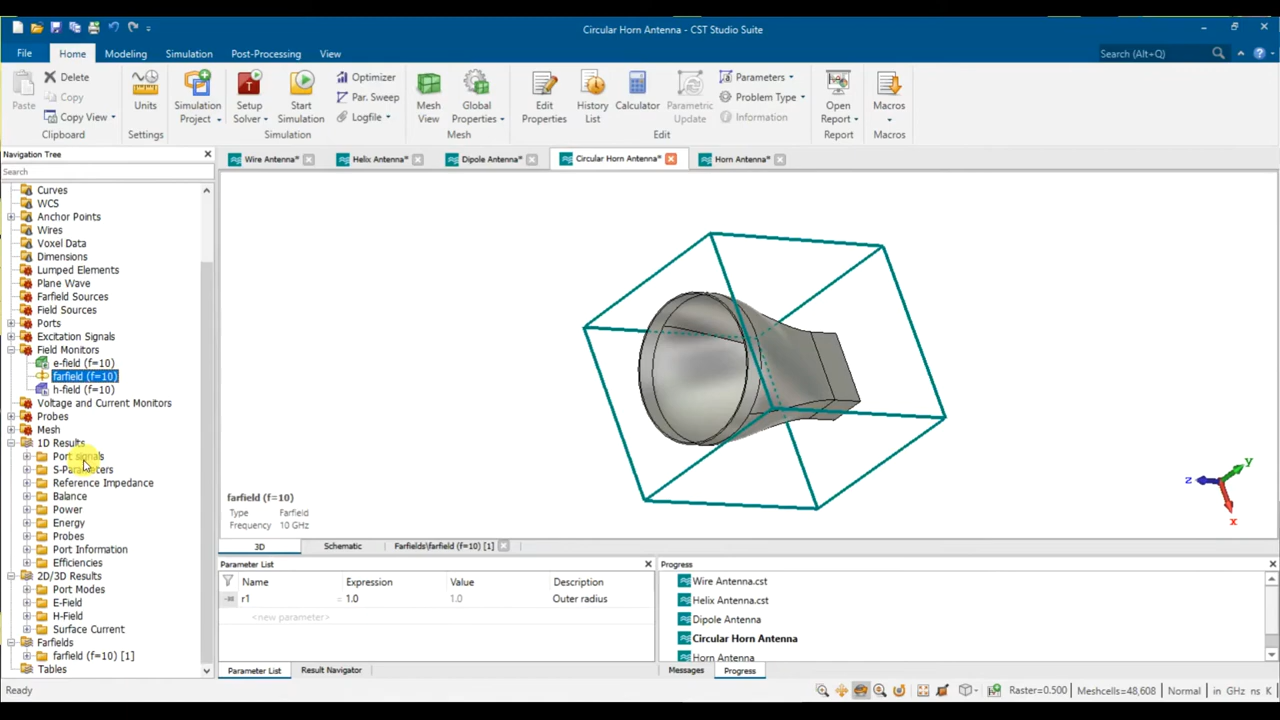 Circular Horn Antenna - CST Studio Suite
File Home Modeling Simulation Post-Processing View Search (Alt+Q)
Paste
Delete
Copy
Copy View
Clipboard
Units
Settings
Simulation Project
Setup Solver
Start Simulation
Optimizer
Par. Sweep
Logfile
Simulation
Mesh View
Global Properties
Mesh
Edit Properties
History List
Calculator
Parametric Update
Parameters
Problem Type
Information
Edit
Open Report
Report
Macros
Macros
Navigation Tree
Search
Wire Antenna* Helix Antenna* Dipole Antenna* Circular Horn Antenna* Horn Antenna*
Curves
WCS
Anchor Points
Wires
Voxel Data
Dimensions
Lumped Elements
Plane Wave
Farfield Sources
Field Sources
Ports
Excitation Signals
Field Monitors
e-field (f=10)
farfield (f=10)
h-field (f=10)
Voltage and Current Monitors
Probes
Mesh
1D Results
Port signals
S-Parameters
Reference Impedance
Balance
Power
Energy
Probes
Port Information
Efficiencies
2D/3D Results
Port Modes
E-Field
H-Field
Surface Current
Farfields
farfield (f=10) [1]
Tables
farfield (f=10)
Type Farfield
Frequency 10 GHz
y
z
x
3D Schematic Farfields\farfield (f=10) [1]
Parameter List
Name Expression Value Description
r1 = 1.0 1.0 Outer radius
<new parameter>
Parameter List Result Navigator
Progress
Wire Antenna.cst
Helix Antenna.cst
Dipole Antenna
Circular Horn Antenna
Horn Antenna
Messages Progress
Ready
Raster=0.500 Meshcells=48,608 Normal in GHz ns K